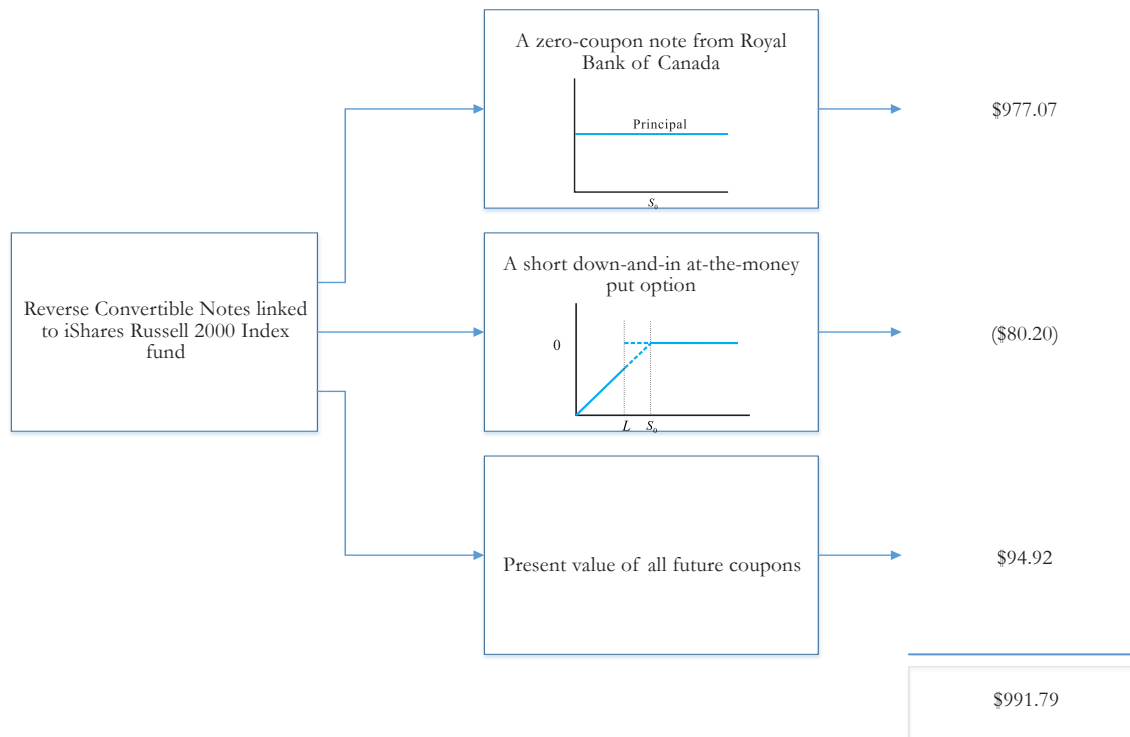 A zero-coupon note from Royal
Bank of Canada
Principal
S₀
$977.07
Reverse Convertible Notes linked
to iShares Russell 2000 Index
fund
A short down-and-in at-the-money
put option
0
L S₀
($80.20)
Present value of all future coupons
$94.92
$991.79